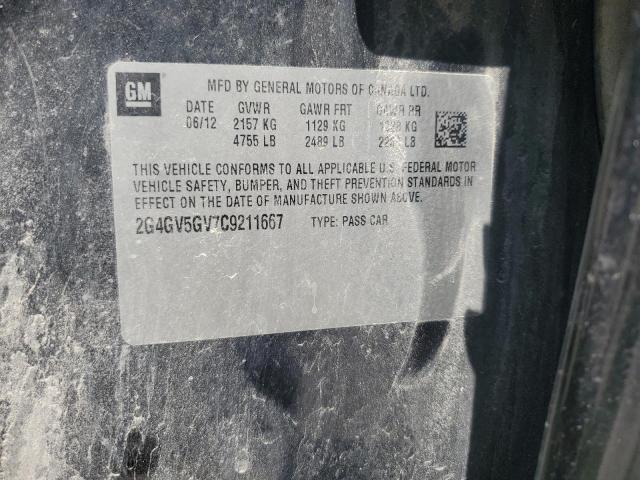 GM
MFD BY GENERAL MOTORS OF CANADA LTD.
DATE GVWR GAWR FRT GAWR RR
06/12 2157 KG 1129 KG KG
4755 LB 2489 LB LB
THIS VEHICLE CONFORMS TO ALL APPLICABLE U.S. FEDERAL MOTOR
VEHICLE SAFETY, BUMPER, AND THEFT PREVENTION STANDARDS IN
EFFECT ON THE DATE OF MANUFACTURE SHOWN ABOVE.
2G4GV5GV7C9211667 TYPE: PASS CAR